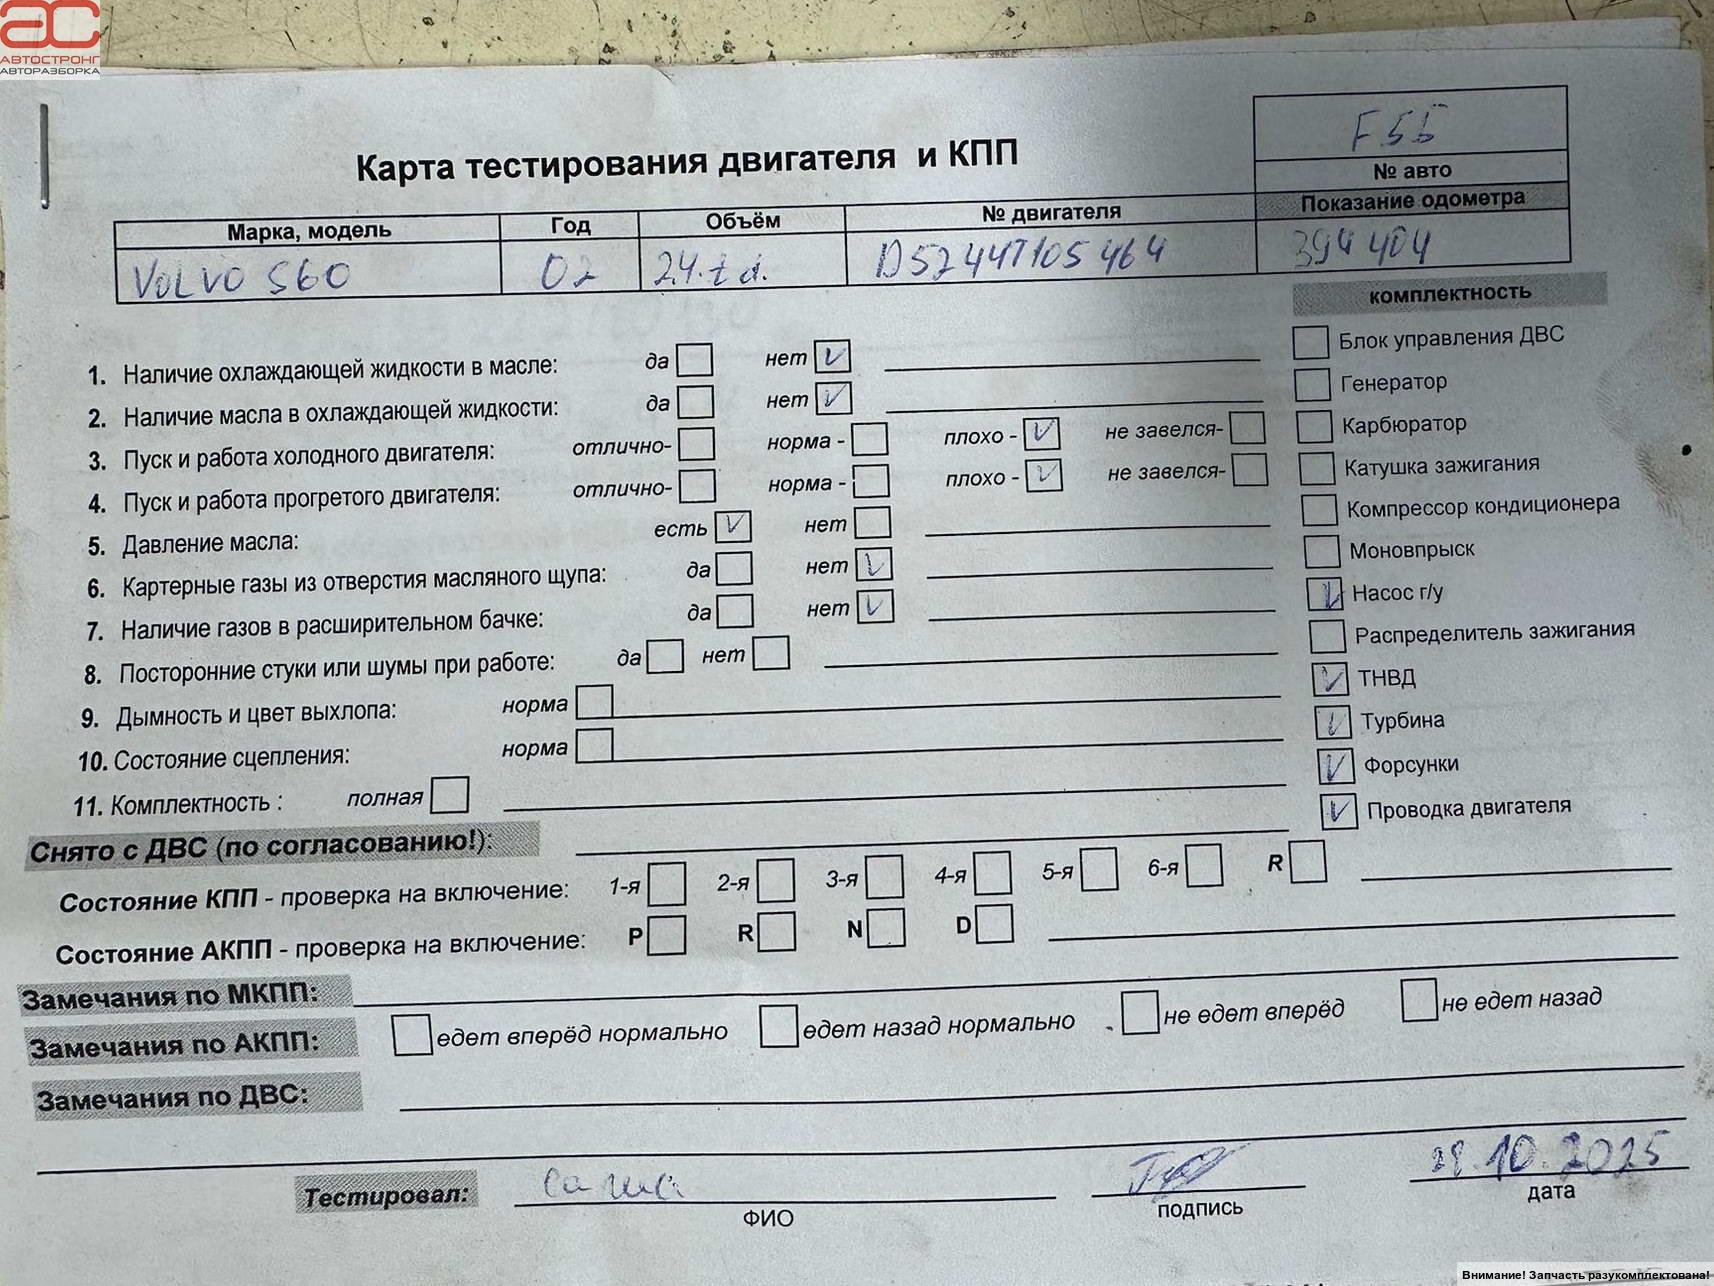 ac
АВТОСТРОНГ
АВТОРАЗБОРКА
F55
№ авто
Карта тестирования двигателя и КПП
Марка, модель Год Объём № двигателя Показание одометра
VOLVO S60 02 2.4.t d. D5244T105464 394404
комплектность
1. Наличие охлаждающей жидкости в масле: да нет V
2. Наличие масла в охлаждающей жидкости: да нет V
3. Пуск и работа холодного двигателя: отлично- норма - плохо - V не завелся-
4. Пуск и работа прогретого двигателя: отлично- норма - плохо - V не завелся-
5. Давление масла: есть V нет
6. Картерные газы из отверстия масляного щупа: да нет V
7. Наличие газов в расширительном бачке: да нет V
8. Посторонние стуки или шумы при работе: да нет
9. Дымность и цвет выхлопа: норма
10. Состояние сцепления: норма
11. Комплектность : полная
Блок управления ДВС
Генератор
Карбюратор
Катушка зажигания
Компрессор кондиционера
Моновпрыск
V Насос г/у
Распределитель зажигания
V ТНВД
V Турбина
V Форсунки
V Проводка двигателя
Снято с ДВС (по согласованию!):
Состояние КПП - проверка на включение: 1-я 2-я 3-я 4-я 5-я 6-я R
Состояние АКПП - проверка на включение: P R N D
Замечания по МКПП:
Замечания по АКПП: едет вперёд нормально едет назад нормально не едет вперёд не едет назад
Замечания по ДВС:
Тестировал: 10.2025
ФИО подпись дата
Внимание! Запчасть разукомплектована!